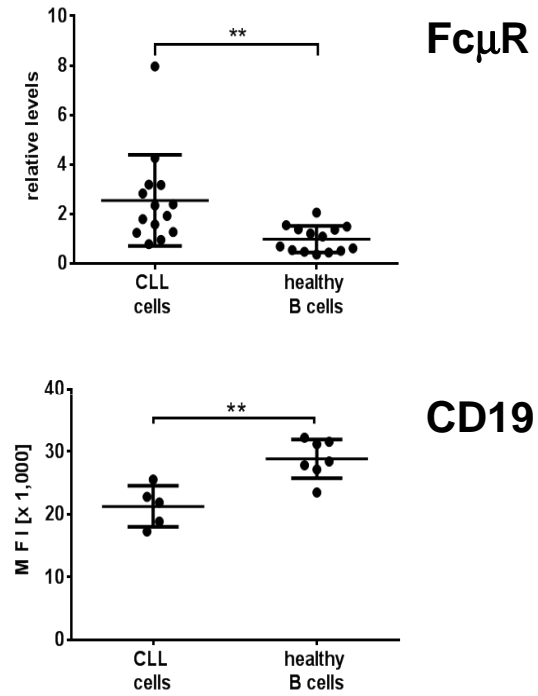 FcµR
10
**
8
6
relative levels
4
2
0
CLL
cells
healthy
B cells
CD19
40
**
30
M F I [x 1,000]
20
10
0
CLL
cells
healthy
B cells